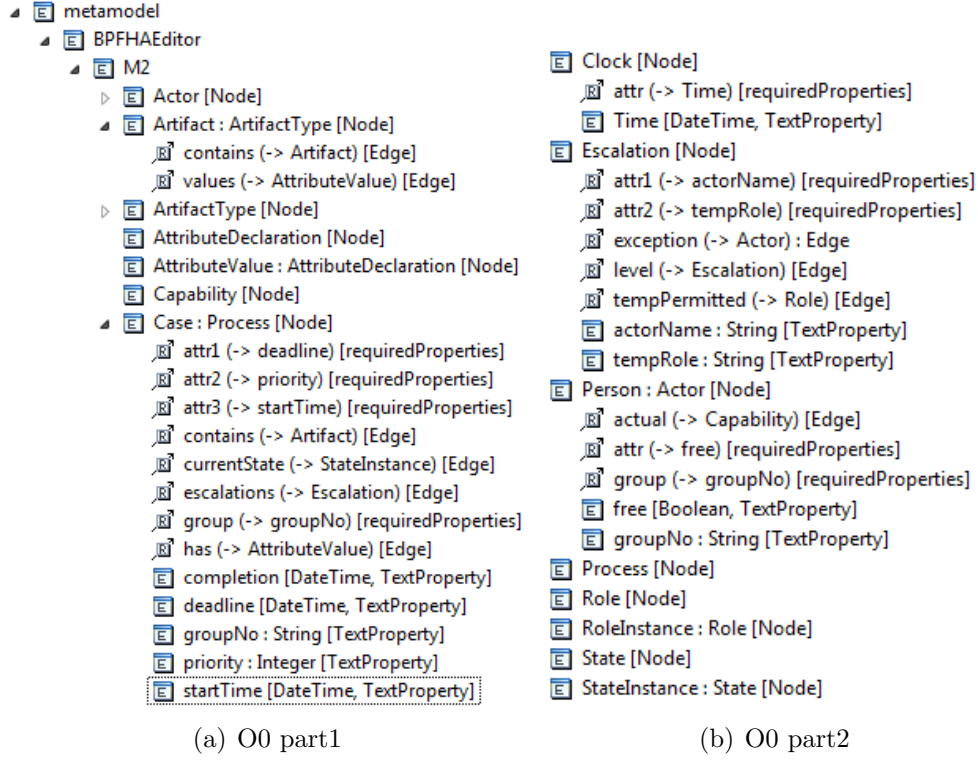 metamodel
BPFHAEditor
M2
Actor [Node]
Artifact : ArtifactType [Node]
contains (-> Artifact) [Edge]
values (-> AttributeValue) [Edge]
ArtifactType [Node]
AttributeDeclaration [Node]
AttributeValue : AttributeDeclaration [Node]
Capability [Node]
Case : Process [Node]
attr1 (-> deadline) [requiredProperties]
attr2 (-> priority) [requiredProperties]
attr3 (-> startTime) [requiredProperties]
contains (-> Artifact) [Edge]
currentState (-> StateInstance) [Edge]
escalations (-> Escalation) [Edge]
group (-> groupNo) [requiredProperties]
has (-> AttributeValue) [Edge]
completion [DateTime, TextProperty]
deadline [DateTime, TextProperty]
groupNo : String [TextProperty]
priority : Integer [TextProperty]
startTime [DateTime, TextProperty]
(a) O0 part1
Clock [Node]
attr (-> Time) [requiredProperties]
Time [DateTime, TextProperty]
Escalation [Node]
attr1 (-> actorName) [requiredProperties]
attr2 (-> tempRole) [requiredProperties]
exception (-> Actor) : Edge
level (-> Escalation) [Edge]
tempPermitted (-> Role) [Edge]
actorName : String [TextProperty]
tempRole : String [TextProperty]
Person : Actor [Node]
actual (-> Capability) [Edge]
attr (-> free) [requiredProperties]
group (-> groupNo) [requiredProperties]
free [Boolean, TextProperty]
groupNo : String [TextProperty]
Process [Node]
Role [Node]
RoleInstance : Role [Node]
State [Node]
StateInstance : State [Node]
(b) O0 part2